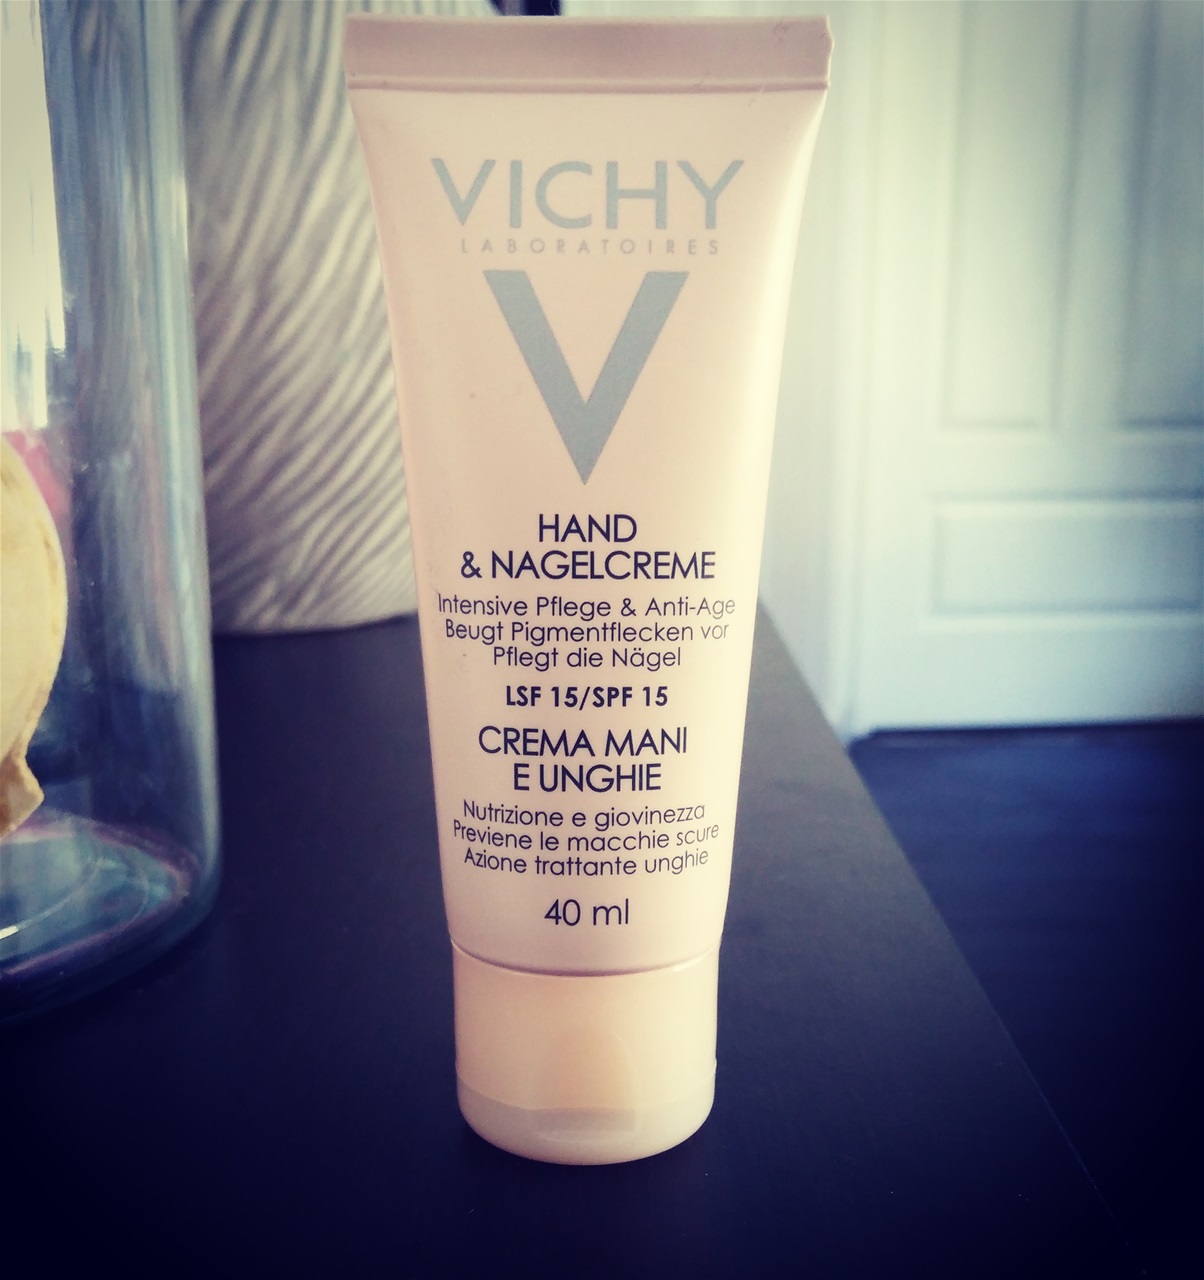 VICHY
LABORATOIRES
V
HAND
& NAGELCREME
Intensive Pflege & Anti-Age
Beugt Pigmentflecken vor
Pflegt die Nägel
LSF 15/SPF 15
CREMA MANI
E UNGHIE
Nutrizione e giovinezza
Previene le macchie scure
Azione trattante unghie
40 ml